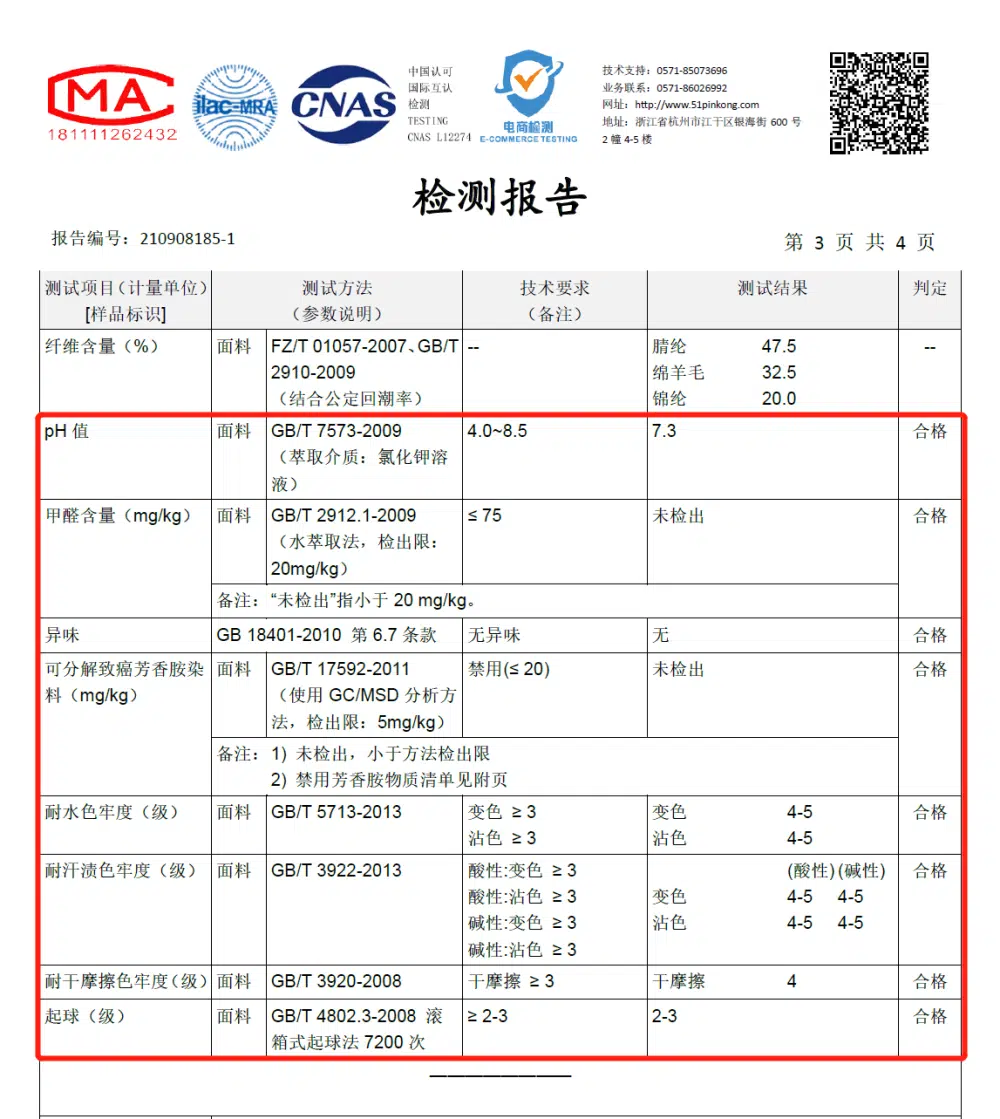 MA
181111262432
ilac-MRA
CNAS
中国认可
国际互认
检测
TESTING
CNAS L12274
电商检测
E-COMMERCE TESTING
技术支持：0571-85073696
业务联系：0571-86026992
网址：http://www.51pinkong.com
地址：浙江省杭州市江干区银海街 600 号
2 幢 4-5 楼
检测报告
报告编号：210908185-1
第 3 页 共 4 页
测试项目（计量单位） 测试方法 技术要求 测试结果 判定
[样品标识] （参数说明） （备注）
纤维含量（%） 面料 FZ/T 01057-2007、GB/T -- 腈纶 47.5 --
2910-2009 绵羊毛 32.5
（结合公定回潮率） 锦纶 20.0
pH 值 面料 GB/T 7573-2009 4.0~8.5 7.3 合格
（萃取介质：氯化钾溶
液）
甲醛含量（mg/kg） 面料 GB/T 2912.1-2009 ≤ 75 未检出 合格
（水萃取法，检出限：
20mg/kg）
备注：“未检出”指小于 20 mg/kg。
异味 GB 18401-2010 第 6.7 条款 无异味 无 合格
可分解致癌芳香胺染 面料 GB/T 17592-2011 禁用(≤ 20) 未检出 合格
料（mg/kg） （使用 GC/MSD 分析方
法，检出限：5mg/kg）
备注：1) 未检出，小于方法检出限
2) 禁用芳香胺物质清单见附页
耐水色牢度（级） 面料 GB/T 5713-2013 变色 ≥ 3 变色 4-5 合格
沾色 ≥ 3 沾色 4-5
耐汗渍色牢度（级） 面料 GB/T 3922-2013 酸性:变色 ≥ 3 (酸性) (碱性) 合格
酸性:沾色 ≥ 3 变色 4-5 4-5
碱性:变色 ≥ 3 沾色 4-5 4-5
碱性:沾色 ≥ 3
耐干摩擦色牢度（级） 面料 GB/T 3920-2008 干摩擦 ≥ 3 干摩擦 4 合格
起球（级） 面料 GB/T 4802.3-2008 滚 ≥ 2-3 2-3 合格
箱式起球法 7200 次